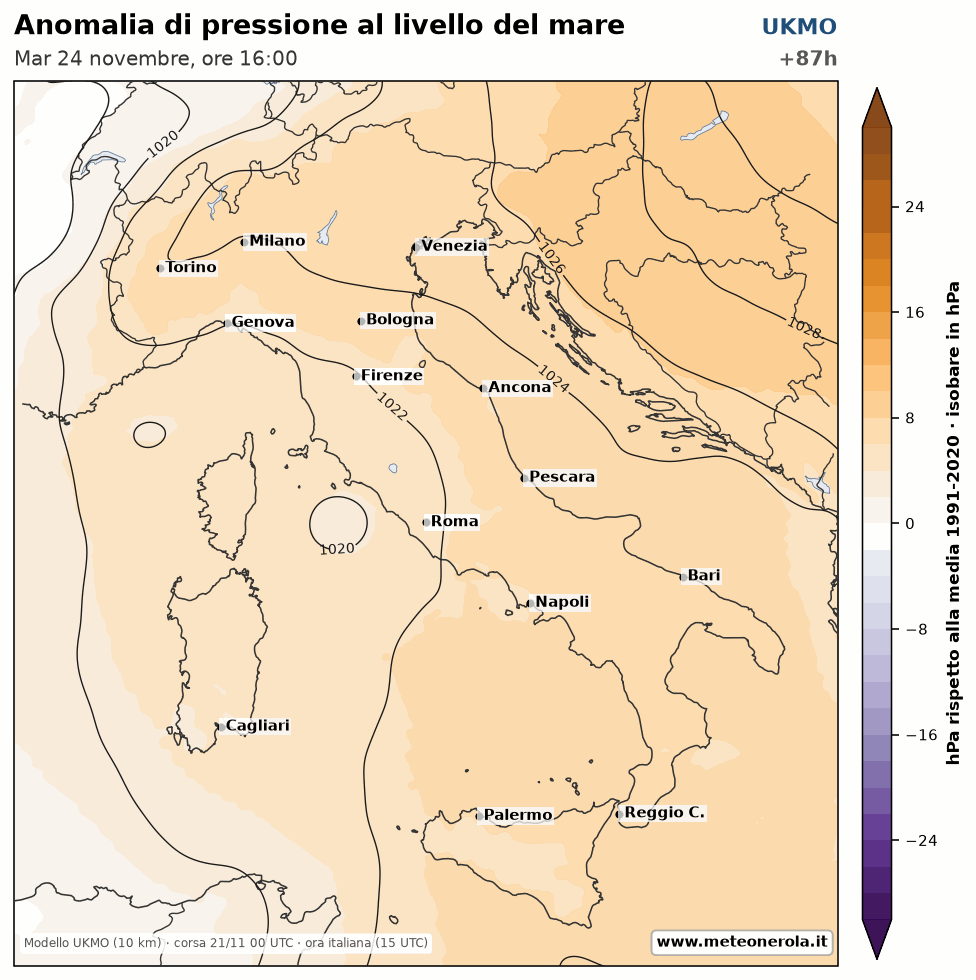 Anomalia di pressione al livello del mare
UKMO
Mar 24 novembre, ore 16:00
+87h
1020
Milano
Venezia
Torino
1026
Genova
Bologna
1028
Firenze
1024
Ancona
1022
Pescara
Roma
1020
Bari
Napoli
Cagliari
Palermo
Reggio C.
24
16
8
0
−8
−16
−24
hPa rispetto alla media 1991-2020 · isobare in hPa
Modello UKMO (10 km) · corsa 21/11 00 UTC · ora italiana (15 UTC)
www.meteonerola.it